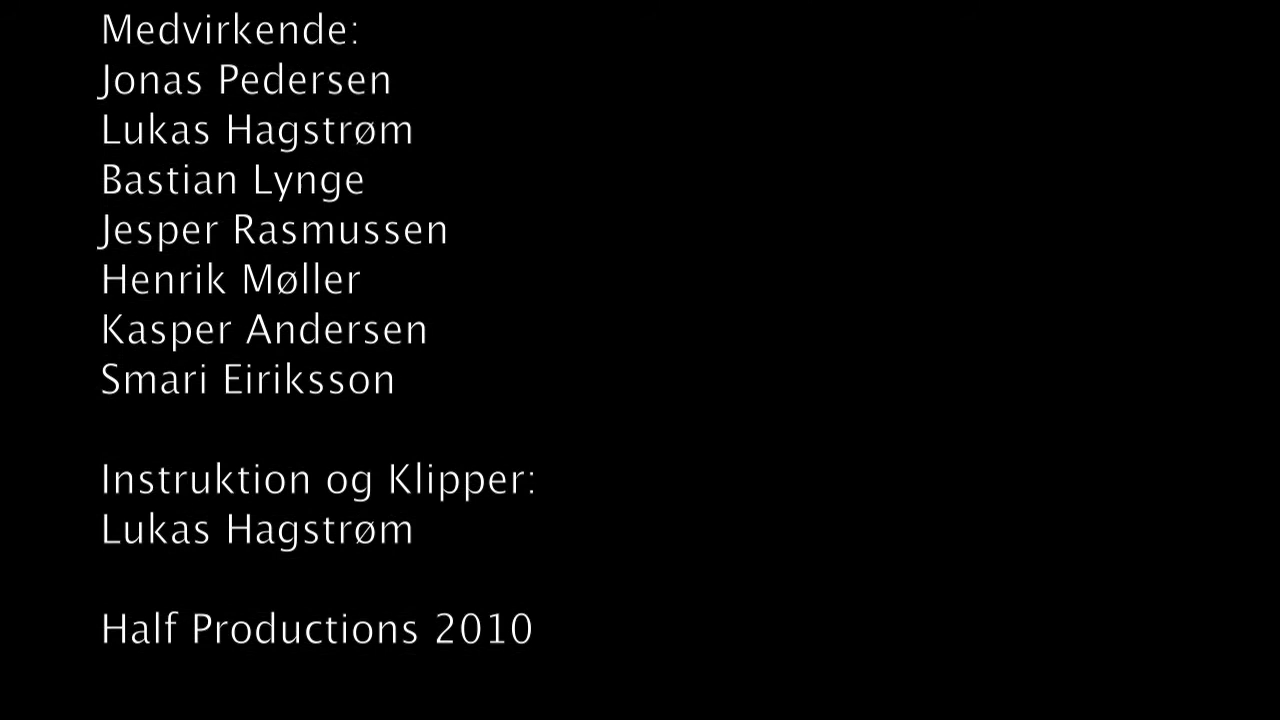 Medvirkende:
Jonas Pedersen
Lukas Hagstrøm
Bastian Lynge
Jesper Rasmussen
Henrik Møller
Kasper Andersen
Smari Eiriksson
Instruktion og Klipper:
Lukas Hagstrøm
Half Productions 2010